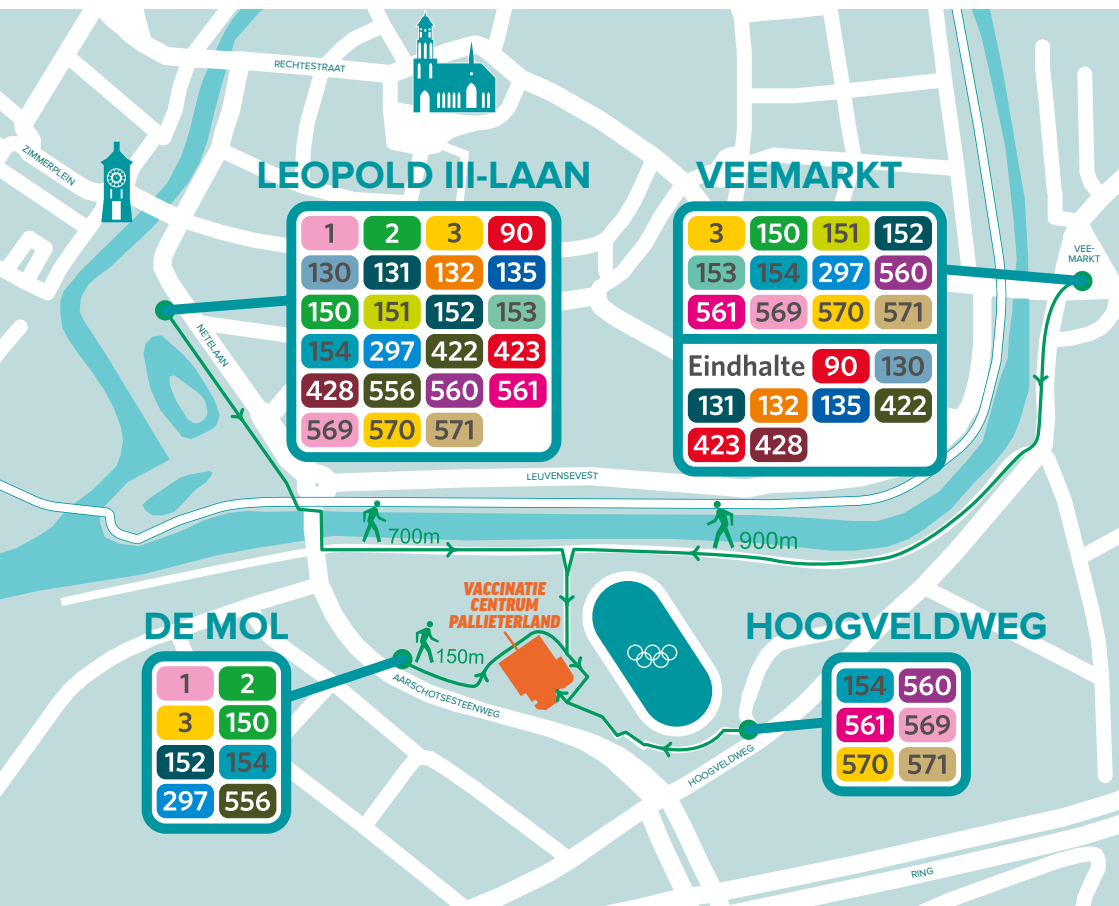 RECHTESTRAAT
ZIMMERPLEIN
LEOPOLD III-LAAN
1 2 3 90
130 131 132 135
150 151 152 153
154 297 422 423
428 556 560 561
569 570 571
VEEMARKT
3 150 151 152
153 154 297 560
561 569 570 571
Eindhalte 90 130
131 132 135 422
423 428
VEE-
MARKT
NETELAAN
LEUVENSEVEST
700m
900m
VACCINATIE
CENTRUM
PALLIETERLAND
DE MOL
1 2
3 150
152 154
297 556
150m
AARSCHOTSESTEENWEG
HOOGVELDWEG
154 560
561 569
570 571
HOOGVELDWEG
RING